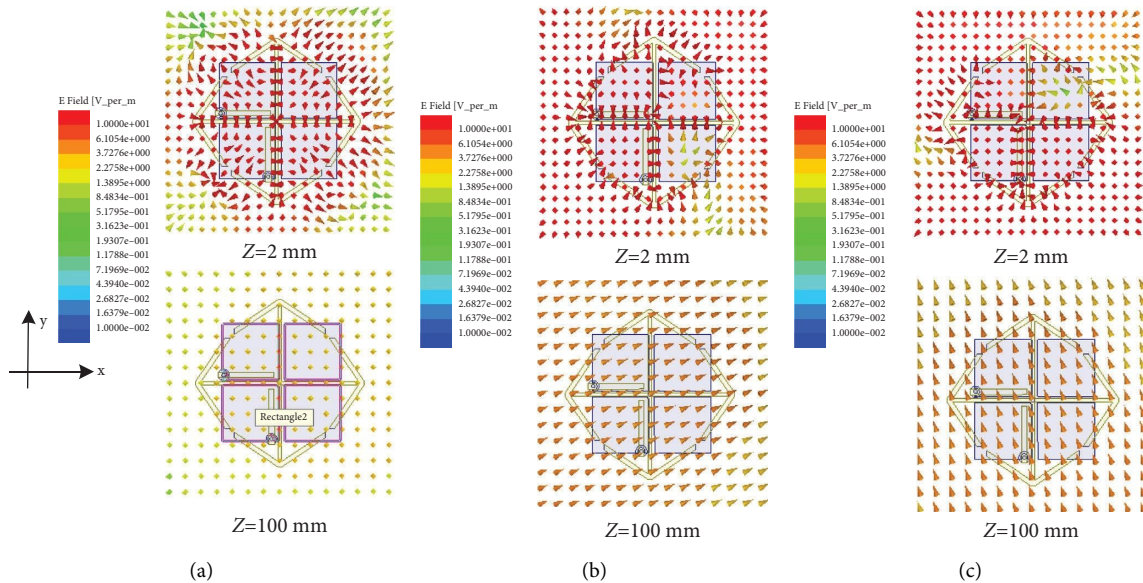 E Field [V_per_m
1.0000e+001
6.1054e+000
3.7276e+000
2.2758e+000
1.3895e+000
8.4834e−001
5.1795e−001
3.1623e−001
1.9307e−001
1.1788e−001
7.1969e−002
4.3940e−002
2.6827e−002
1.6379e−002
1.0000e−002
y
x
Z=2 mm
Rectangle2
Z=100 mm
(a)
E Field [V_per_m
1.0000e+001
6.1054e+000
3.7276e+000
2.2758e+000
1.3895e+000
8.4834e−001
5.1795e−001
3.1623e−001
1.9307e−001
1.1788e−001
7.1969e−002
4.3940e−002
2.6827e−002
1.6379e−002
1.0000e−002
Z=2 mm
Z=100 mm
(b)
E Field [V_per_m
1.0000e+001
6.1054e+000
3.7276e+000
2.2758e+000
1.3895e+000
8.4834e−001
5.1795e−001
3.1623e−001
1.9307e−001
1.1788e−001
7.1969e−002
4.3940e−002
2.6827e−002
1.6379e−002
1.0000e−002
Z=2 mm
Z=100 mm
(c)